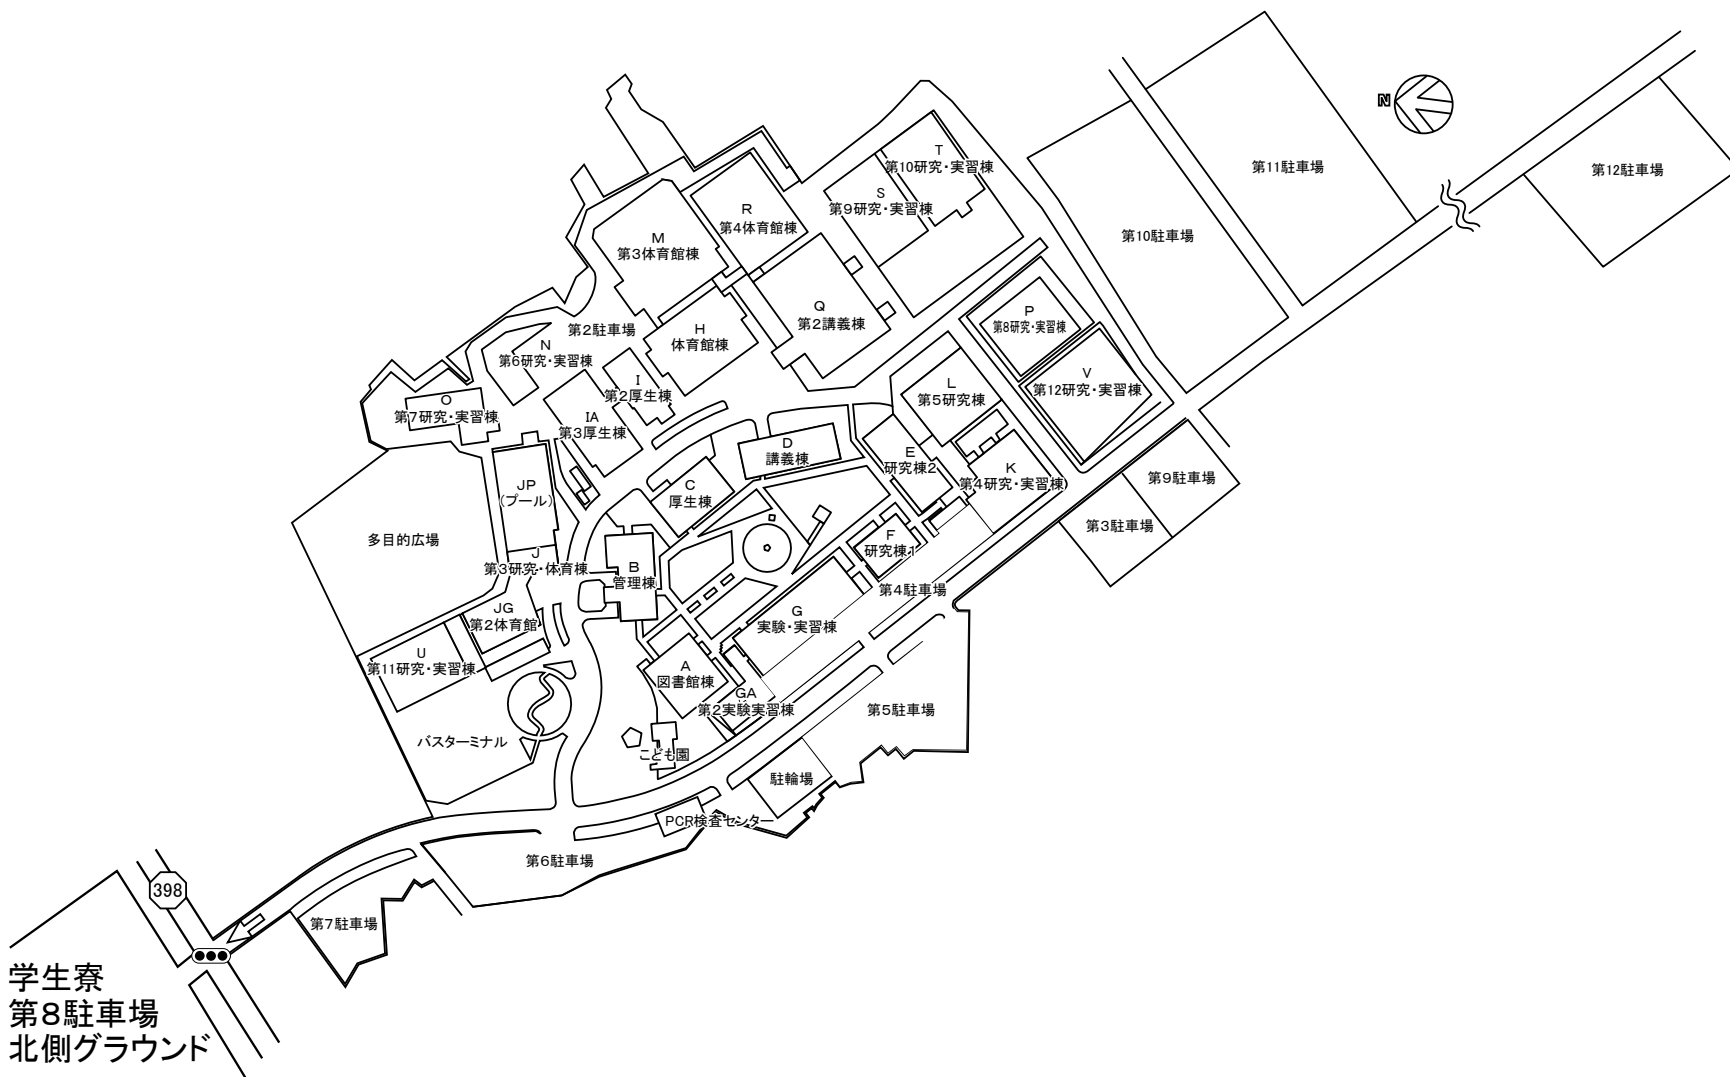 N
第11駐車場
第12駐車場
第10駐車場
T
第10研究・実習棟
S
第9研究・実習棟
R
第4体育館棟
M
第3体育館棟
Q
第2講義棟
P
第8研究・実習棟
V
第12研究・実習棟
第2駐車場
H
体育館棟
N
第6研究・実習棟
I
第2厚生棟
L
第5研究棟
O
第7研究・実習棟
IA
第3厚生棟
D
講義棟
E
研究棟2
K
第4研究・実習棟
第9駐車場
第3駐車場
JP
(プール)
C
厚生棟
多目的広場
J
第3研究・体育棟
B
管理棟
F
研究棟1
第4駐車場
JG
第2体育館
G
実験・実習棟
U
第11研究・実習棟
A
図書館棟
GA
第2実験実習棟
第5駐車場
バスターミナル
こども園
駐輪場
PCR検査センター
第6駐車場
398
第7駐車場
学生寮
第8駐車場
北側グラウンド